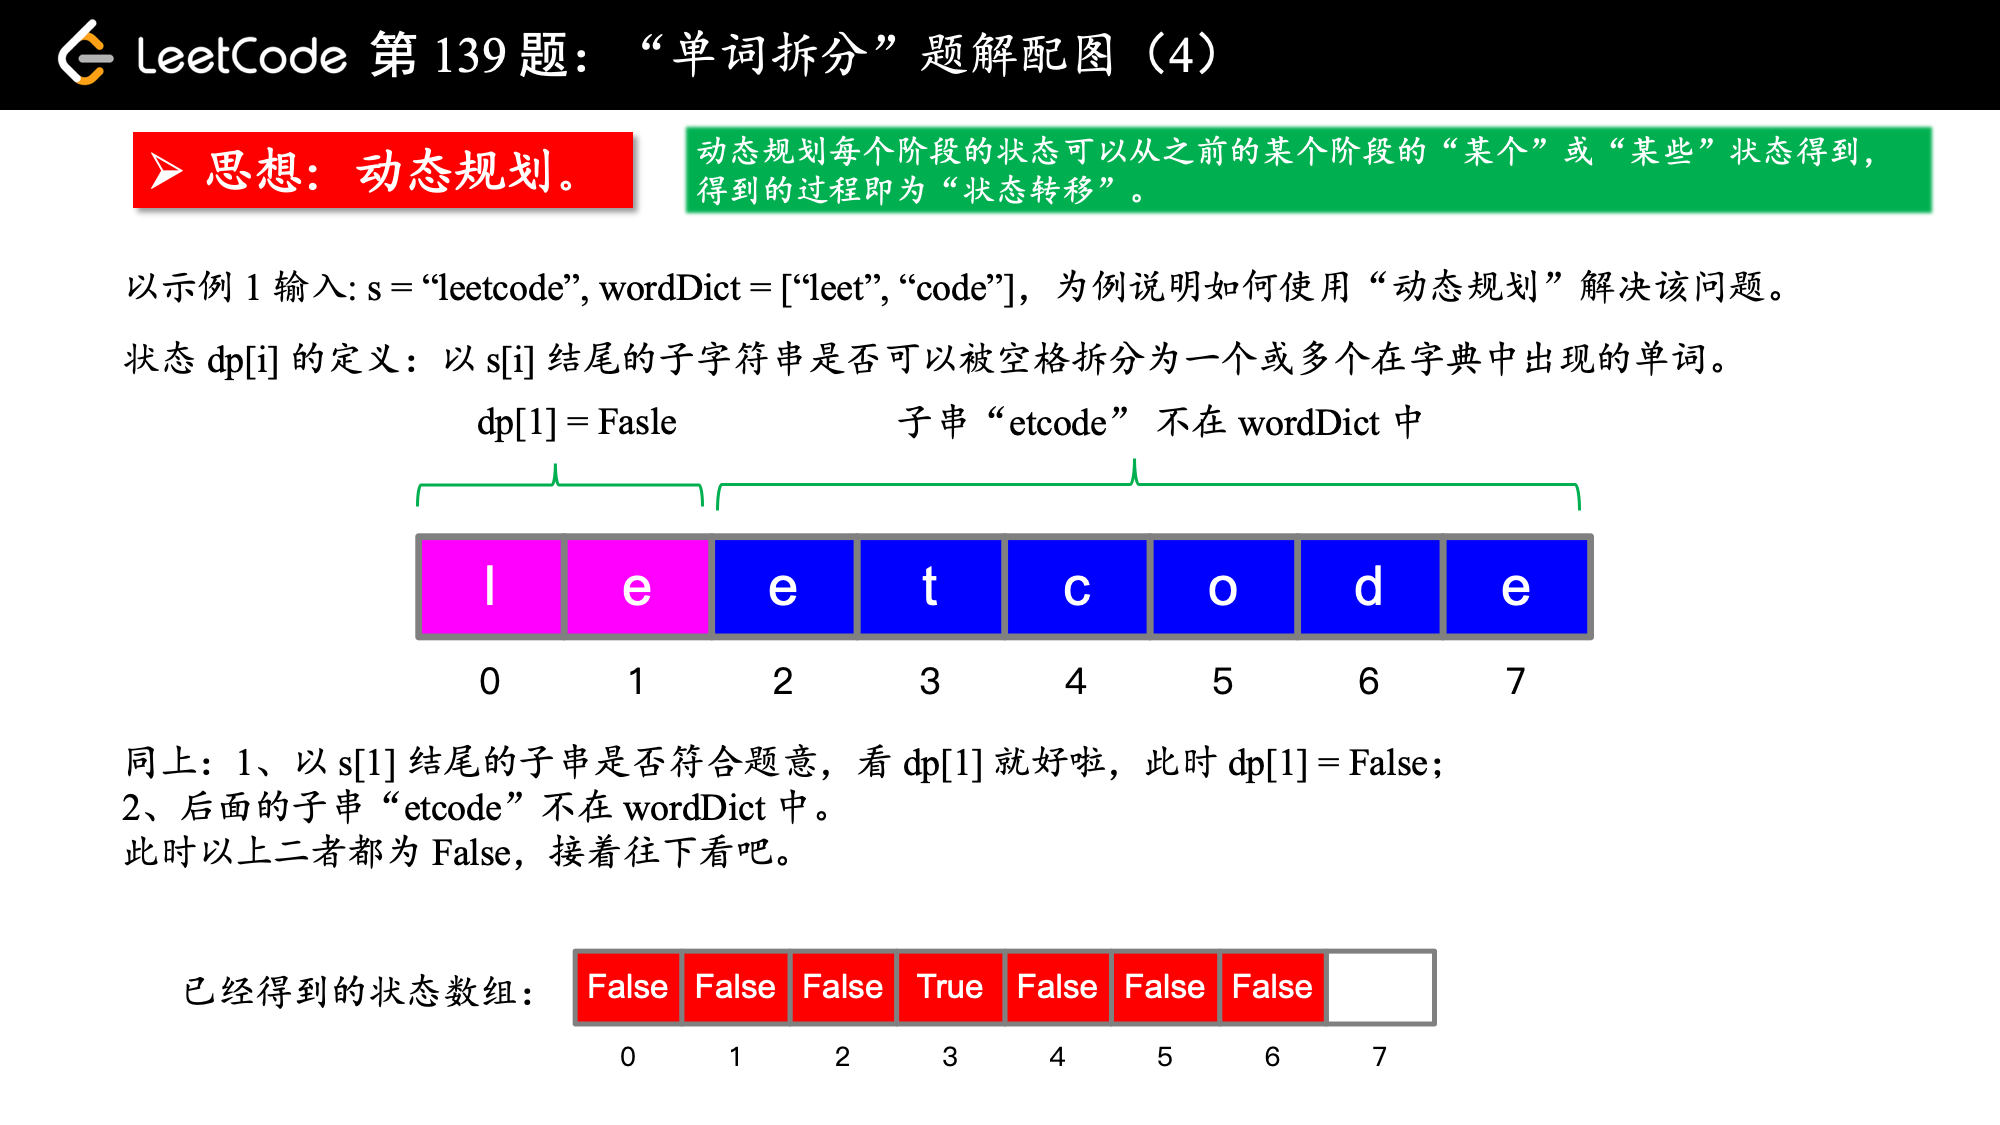 LeetCode 第 139 题：“单词拆分”题解配图（4）
➢ 思想：动态规划。
动态规划每个阶段的状态可以从之前的某个阶段的“某个”或“某些”状态得到，
得到的过程即为“状态转移”。
以示例 1 输入: s = “leetcode”, wordDict = [“leet”, “code”]，为例说明如何使用“动态规划”解决该问题。
状态 dp[i] 的定义：以 s[i] 结尾的子字符串是否可以被空格拆分为一个或多个在字典中出现的单词。
dp[1] = Fasle
子串“etcode” 不在 wordDict 中
l e e t c o d e
0 1 2 3 4 5 6 7
同上：1、以 s[1] 结尾的子串是否符合题意，看 dp[1] 就好啦，此时 dp[1] = False；
2、后面的子串“etcode”不在 wordDict 中。
此时以上二者都为 False，接着往下看吧。
已经得到的状态数组：
False False False True False False False
0 1 2 3 4 5 6 7